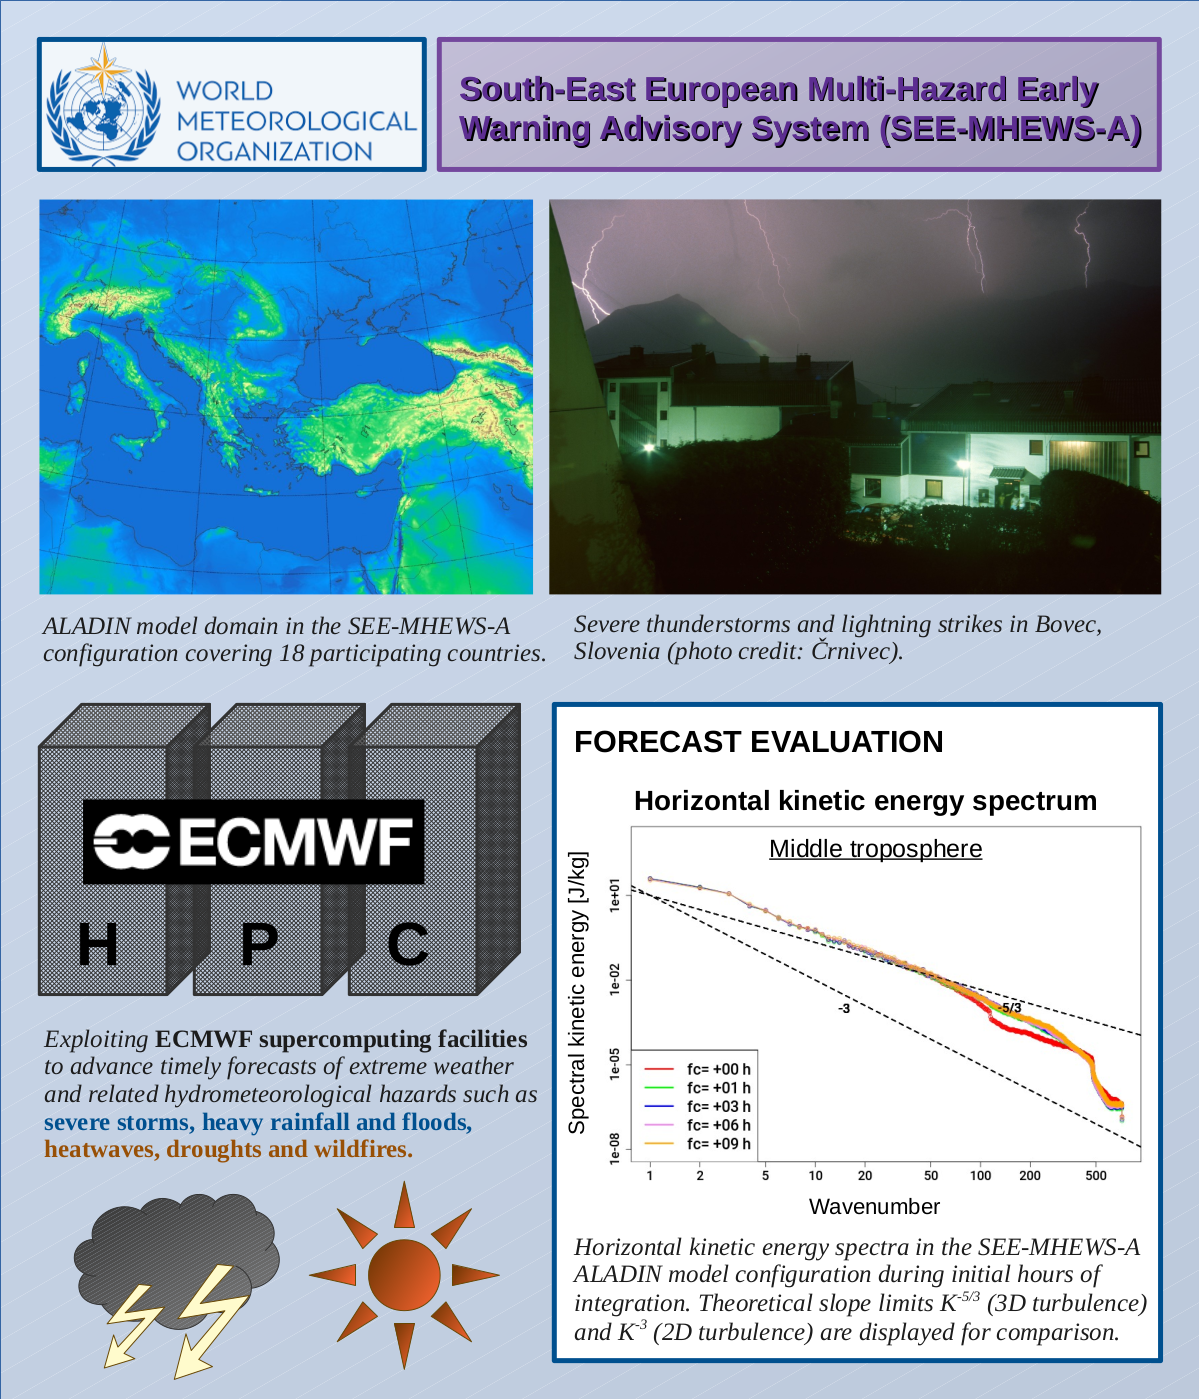 WORLD
METEOROLOGICAL
ORGANIZATION
South-East European Multi-Hazard Early
Warning Advisory System (SEE-MHEWS-A)
ALADIN model domain in the SEE-MHEWS-A
configuration covering 18 participating countries.
Severe thunderstorms and lightning strikes in Bovec,
Slovenia (photo credit: Črnivec).
ECMWF
H P C
Exploiting ECMWF supercomputing facilities
to advance timely forecasts of extreme weather
and related hydrometeorological hazards such as
severe storms, heavy rainfall and floods,
heatwaves, droughts and wildfires.
FORECAST EVALUATION
Horizontal kinetic energy spectrum
Middle troposphere
Spectral kinetic energy [J/kg]
1e+01
1e-02
1e-05
1e-08
-3
-5/3
fc= +00 h
fc= +01 h
fc= +03 h
fc= +06 h
fc= +09 h
1 2 5 10 20 50 100 200 500
Wavenumber
Horizontal kinetic energy spectra in the SEE-MHEWS-A
ALADIN model configuration during initial hours of
integration. Theoretical slope limits K-5/3 (3D turbulence)
and K-3 (2D turbulence) are displayed for comparison.